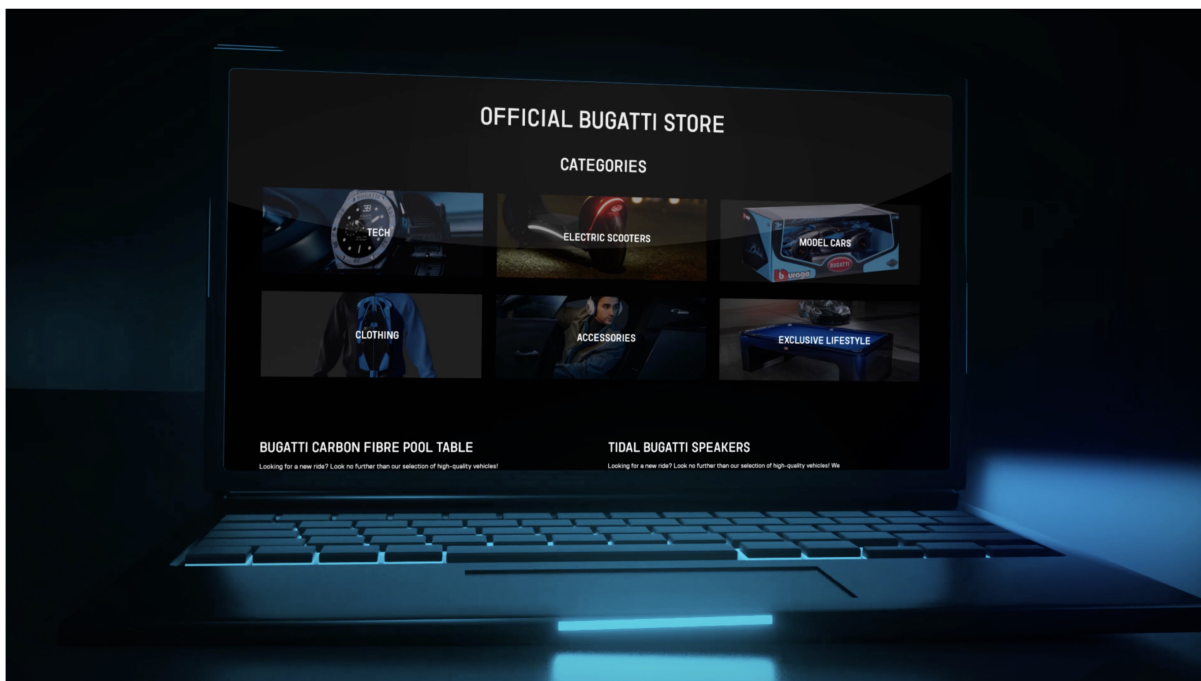 OFFICIAL BUGATTI STORE
CATEGORIES
TECH
ELECTRIC SCOOTERS
MODEL CARS
BUGATTI
burago
CLOTHING
ACCESSORIES
EXCLUSIVE LIFESTYLE
BUGATTI CARBON FIBRE POOL TABLE
Looking for a new ride? Look no further than our selection of high-quality vehicles!
TIDAL BUGATTI SPEAKERS
Looking for a new ride? Look no further than our selection of high-quality vehicles! We